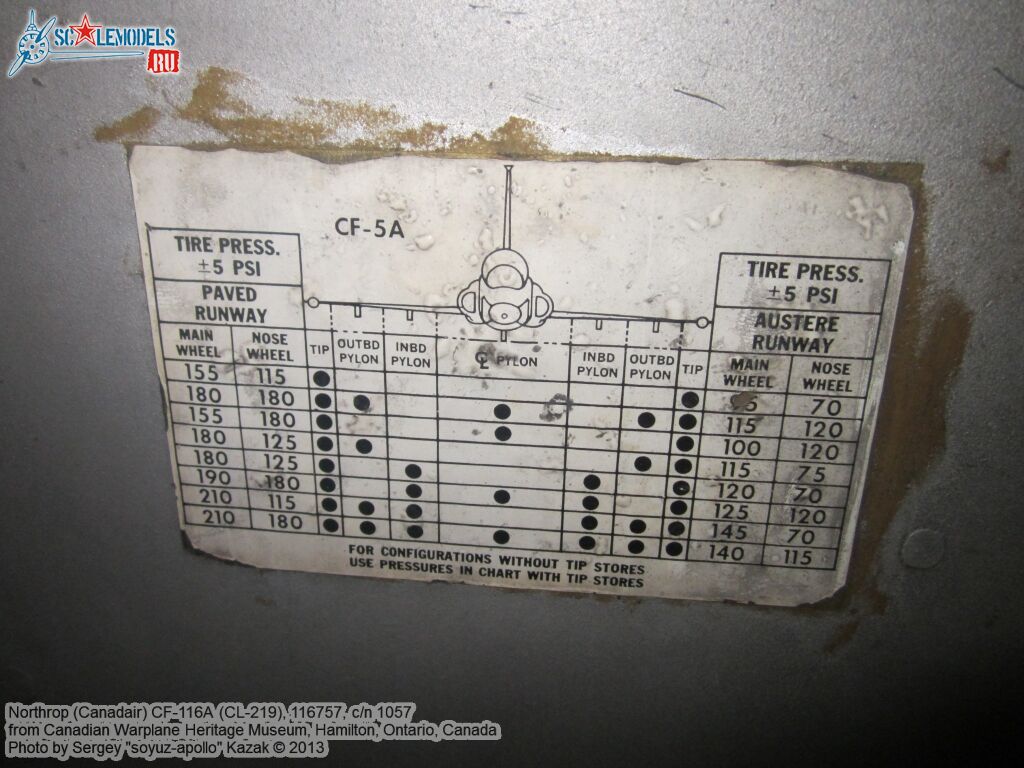 SCALEMODELS
RU
CF-5A
TIRE PRESS.
±5 PSI
PAVED
RUNWAY
MAIN
WHEEL
NOSE
WHEEL
TIP
OUTBD
PYLON
INBD
PYLON
℄ PYLON
INBD
PYLON
OUTBD
PYLON
TIP
TIRE PRESS.
±5 PSI
AUSTERE
RUNWAY
MAIN
WHEEL
NOSE
WHEEL
155 115 70
180 180 115 120
155 180 100 120
180 125 115 75
180 125 120 70
190 180 125 120
210 115 145 70
210 180 140 115
FOR CONFIGURATIONS WITHOUT TIP STORES
USE PRESSURES IN CHART WITH TIP STORES
Northrop (Canadair) CF-116A (CL-219), 116757, c/n 1057
from Canadian Warplane Heritage Museum, Hamilton, Ontario, Canada
Photo by Sergey "soyuz-apollo", Kazak © 2013